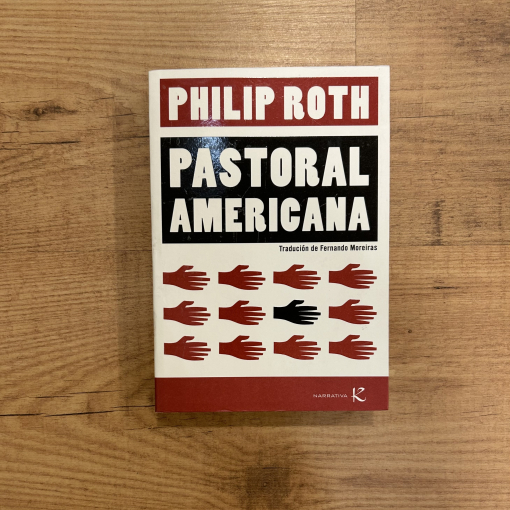 PHILIP ROTH
PASTORAL
AMERICANA
Tradución de Fernando Moreiras
NARRATIVA K